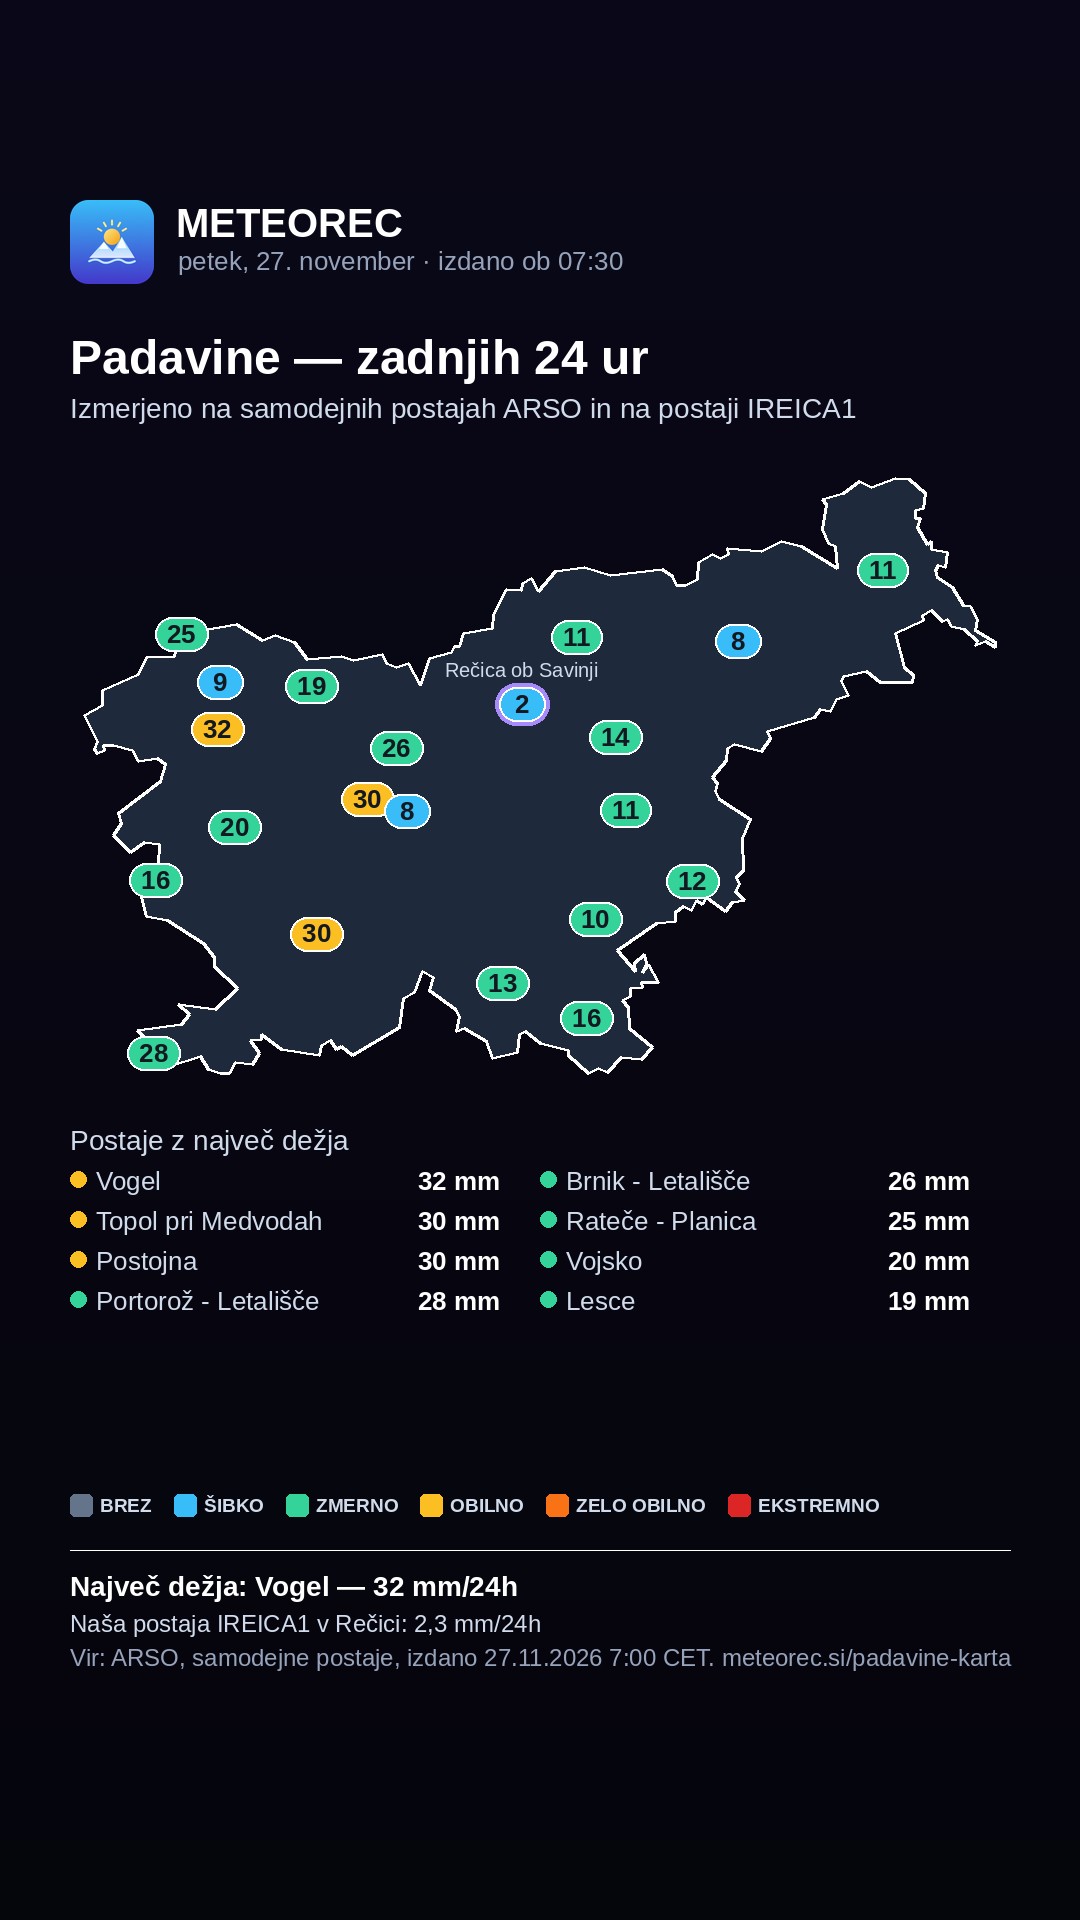 METEOREC
petek, 27. november · izdano ob 07:30
Padavine — zadnjih 24 ur
Izmerjeno na samodejnih postajah ARSO in na postaji IREICA1
11
25
11
8
Rečica ob Savinji
9
19
2
32
14
26
30
8
11
20
16
12
10
30
13
16
28
Postaje z največ dežja
Vogel 32 mm Brnik - Letališče 26 mm
Topol pri Medvodah 30 mm Rateče - Planica 25 mm
Postojna 30 mm Vojsko 20 mm
Portorož - Letališče 28 mm Lesce 19 mm
BREZ ŠIBKO ZMERNO OBILNO ZELO OBILNO EKSTREMNO
Največ dežja: Vogel — 32 mm/24h
Naša postaja IREICA1 v Rečici: 2,3 mm/24h
Vir: ARSO, samodejne postaje, izdano 27.11.2026 7:00 CET. meteorec.si/padavine-karta